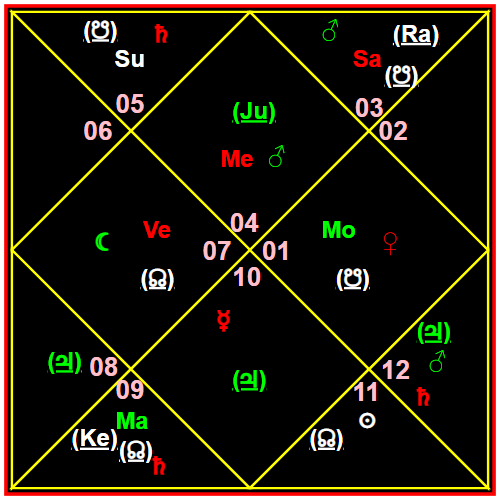 (☋) ♄
Su
♂ (Ra)
Sa
(☋)
05
06
03
02
(Ju)
Me ♂
04
07 01
10
☾ Ve
(☊)
Mo ♀
(☋)
☿
(♃)
(♃) 08
09
Ma
(Ke) (☊)
♄
(♃)
♂
12
♄
11
☉
(☊)